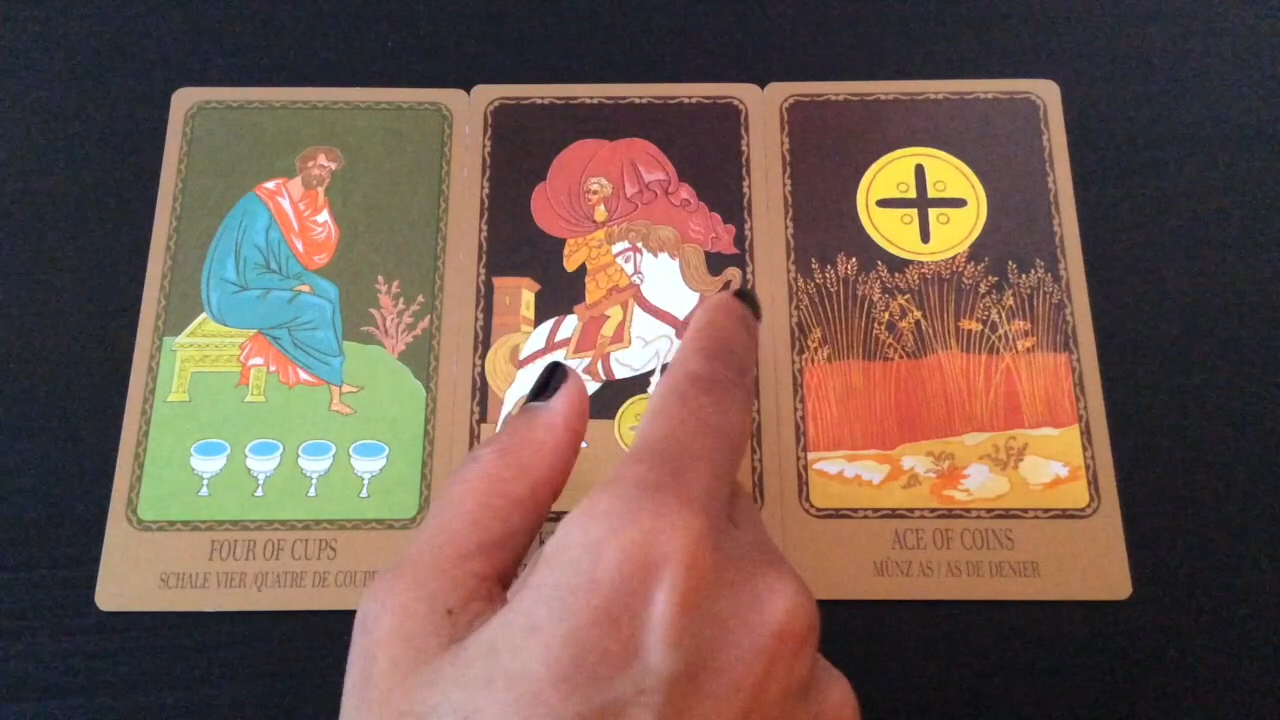 FOUR OF CUPS
SCHALE VIER /QUATRE DE COUPE
ACE OF COINS
MÜNZ AS / AS DE DENIER